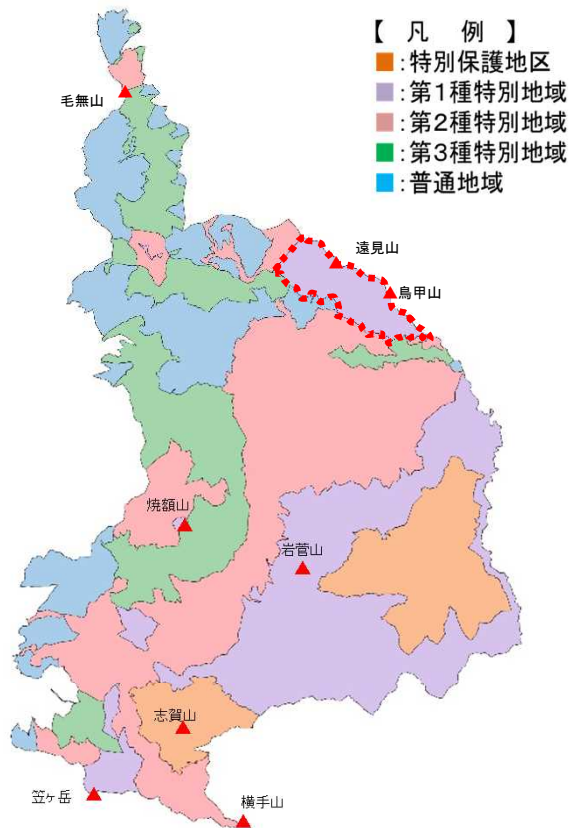 【 凡 例 】
:特別保護地区
:第1種特別地域
:第2種特別地域
:第3種特別地域
:普通地域
毛無山
遠見山
鳥甲山
焼額山
岩菅山
志賀山
笠ヶ岳
横手山